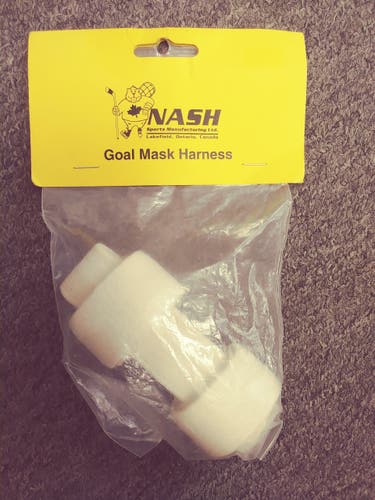 NASH
Sports Manufacturing Ltd.
Lakefield, Ontario, Canada
Goal Mask Harness